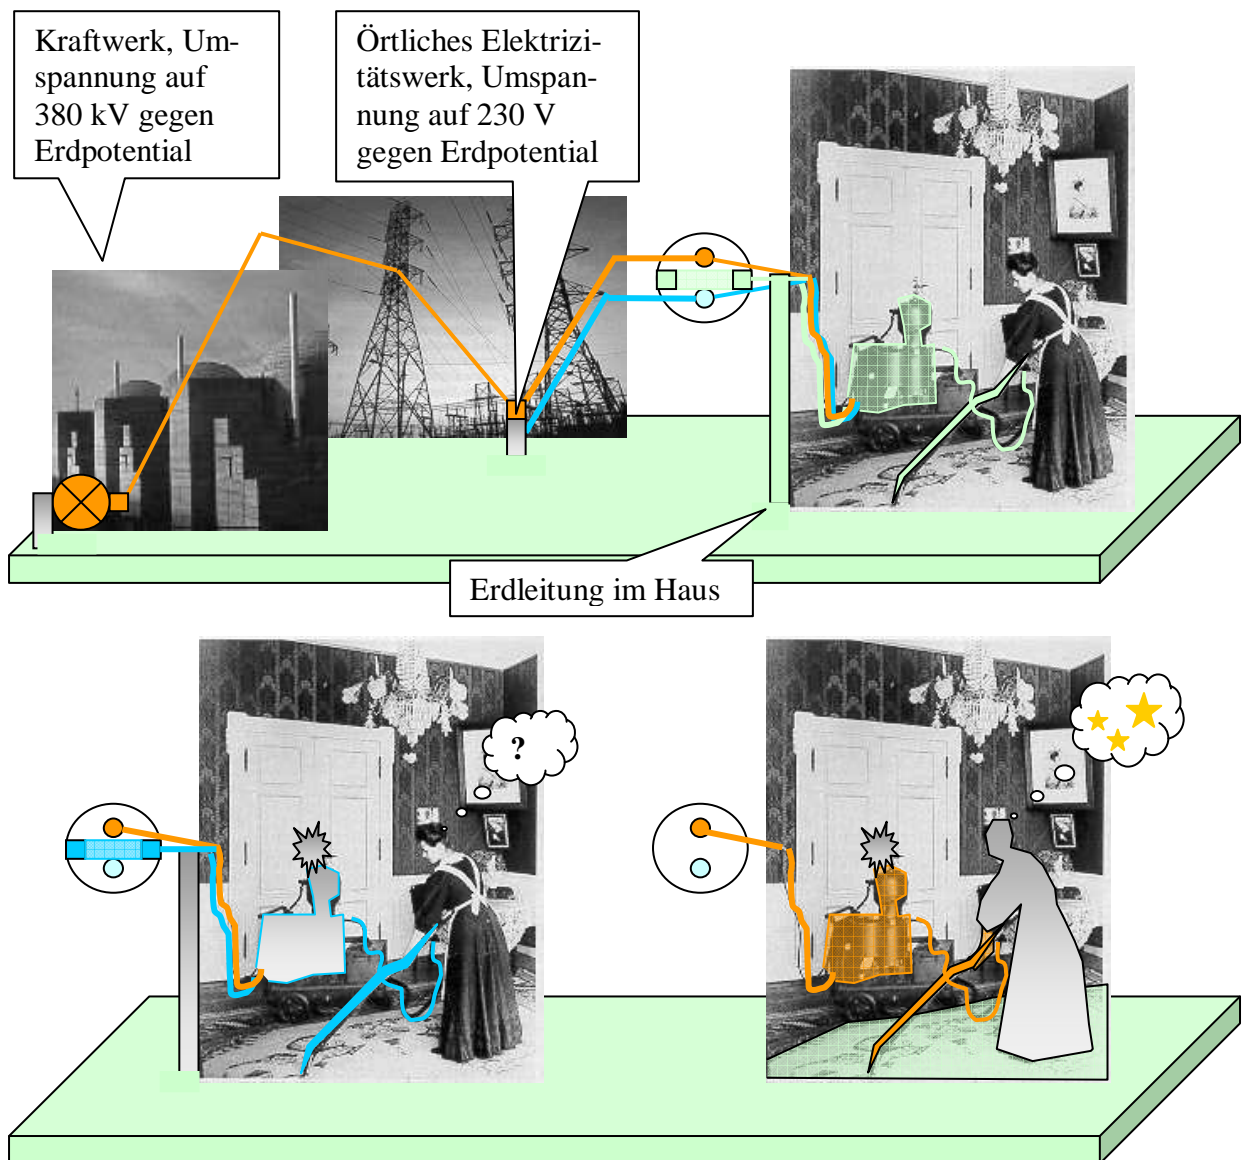 Kraftwerk, Um-
spannung auf
380 kV gegen
Erdpotential
Örtliches Elektrizi-
tätswerk, Umspan-
nung auf 230 V
gegen Erdpotential
Erdleitung im Haus
?